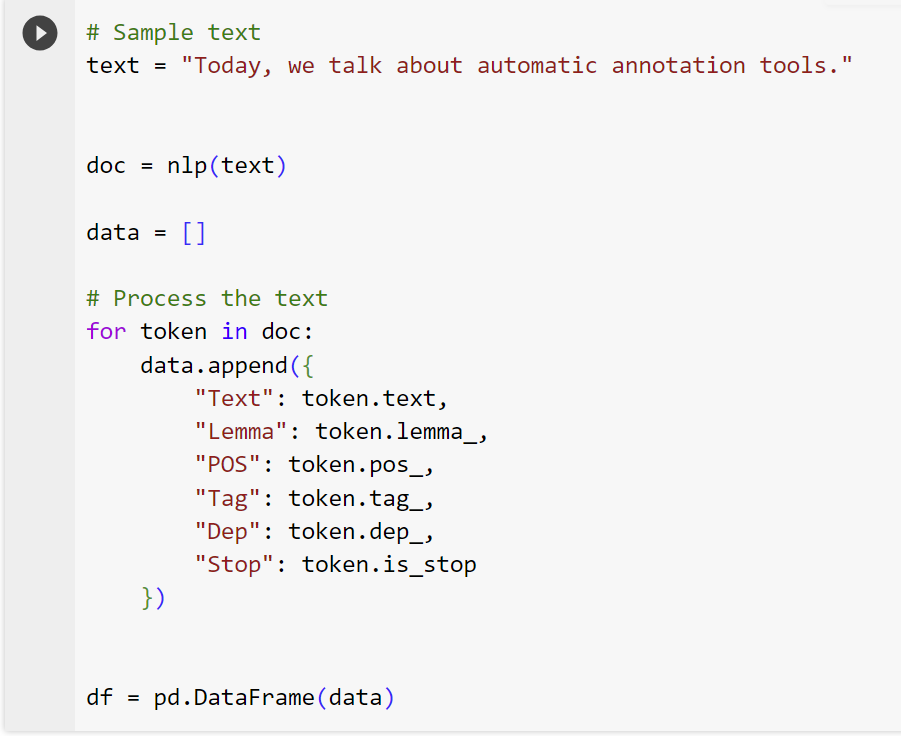 # Sample text
text = "Today, we talk about automatic annotation tools."
doc = nlp(text)
data = []
# Process the text
for token in doc:
    data.append({
        "Text": token.text,
        "Lemma": token.lemma_,
        "POS": token.pos_,
        "Tag": token.tag_,
        "Dep": token.dep_,
        "Stop": token.is_stop
    })
df = pd.DataFrame(data)